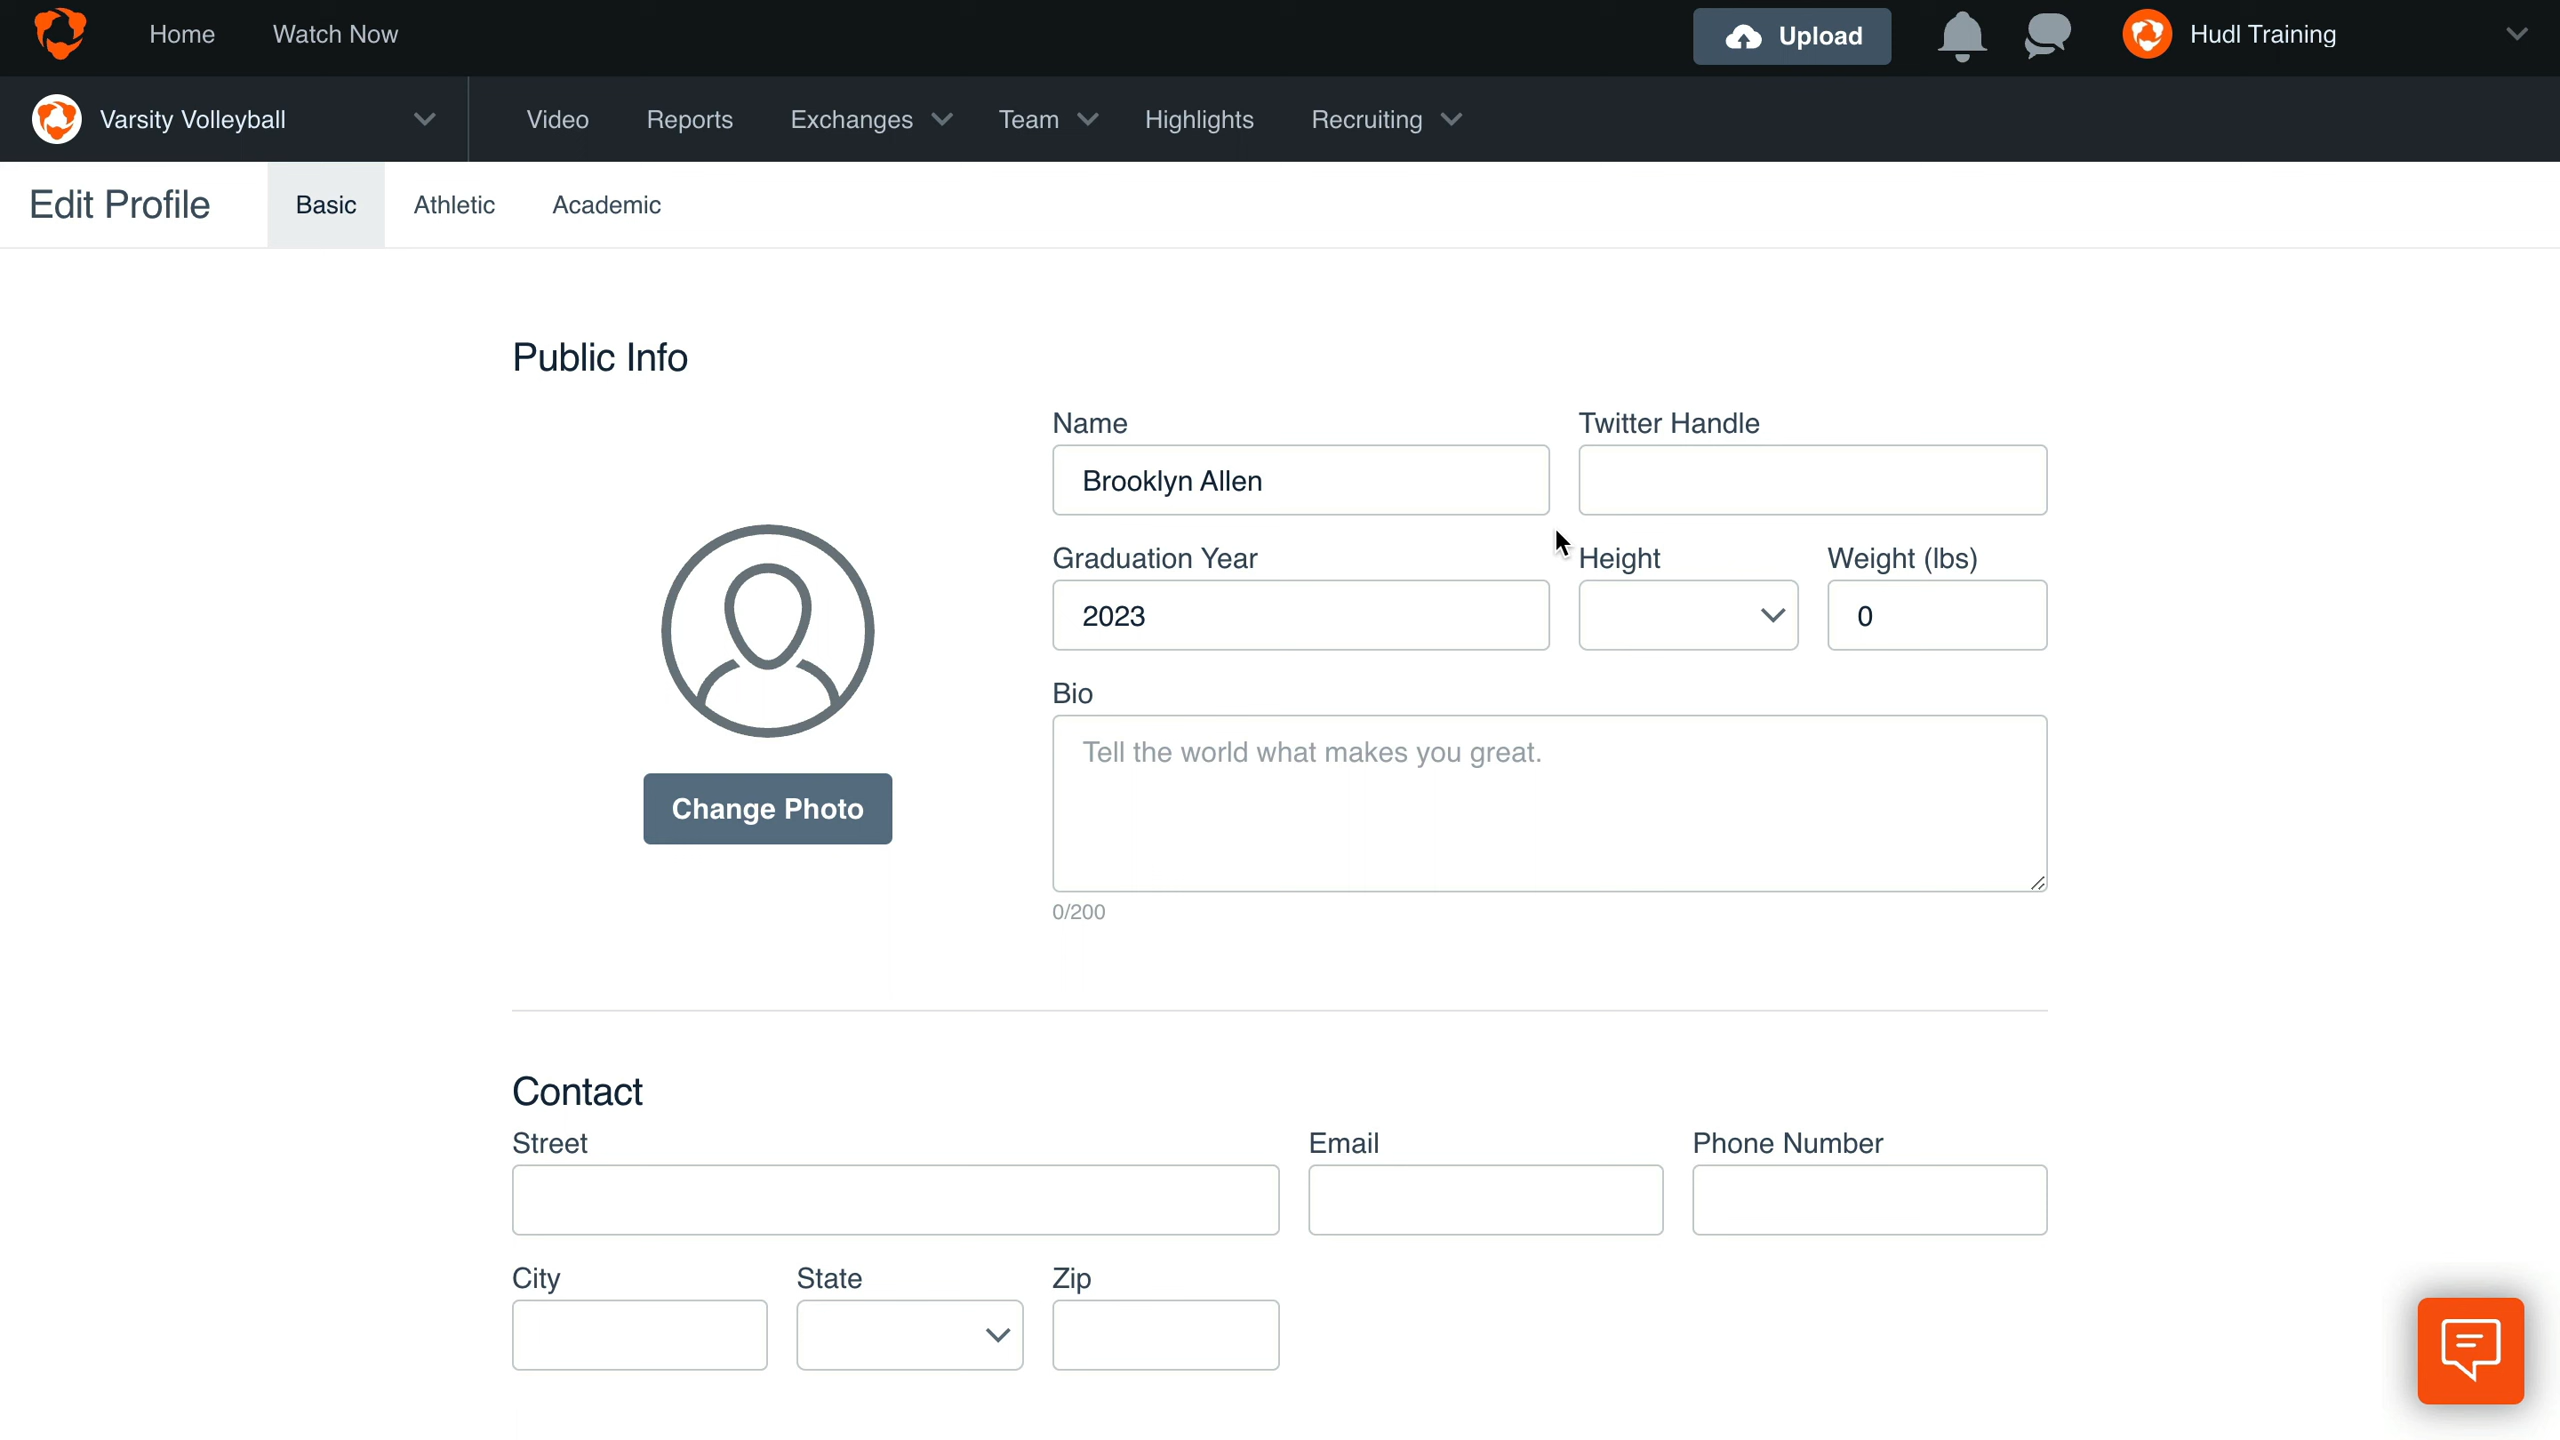 Home Watch Now Upload Hudl Training
Varsity Volleyball Video Reports Exchanges Team Highlights Recruiting
Edit Profile Basic Athletic Academic
Public Info
Name Twitter Handle
Brooklyn Allen
Graduation Year Height Weight (lbs)
2023 0
Bio
Tell the world what makes you great.
Change Photo
0/200
Contact
Street Email Phone Number
City State Zip